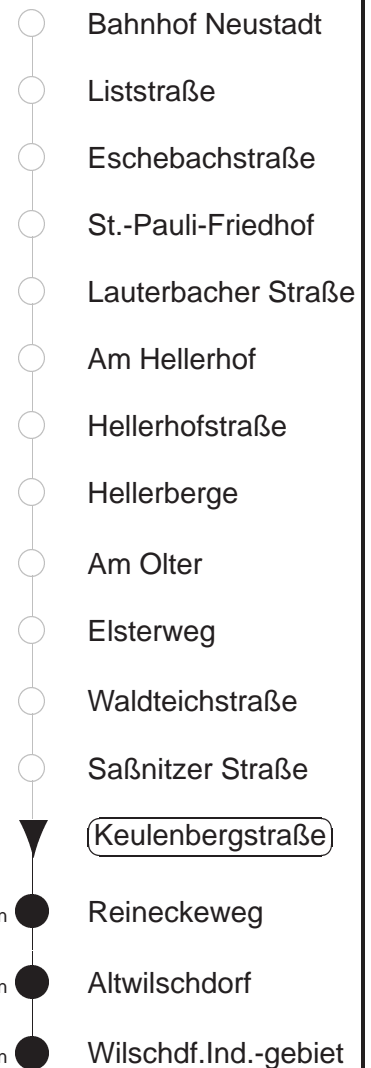 Bahnhof Neustadt
Liststraße
Eschebachstraße
St.-Pauli-Friedhof
Lauterbacher Straße
Am Hellerhof
Hellerhofstraße
Hellerberge
Am Olter
Elsterweg
Waldteichstraße
Saßnitzer Straße
Keulenbergstraße
Reineckeweg
Altwilschdorf
Wilschdf.Ind.-gebiet